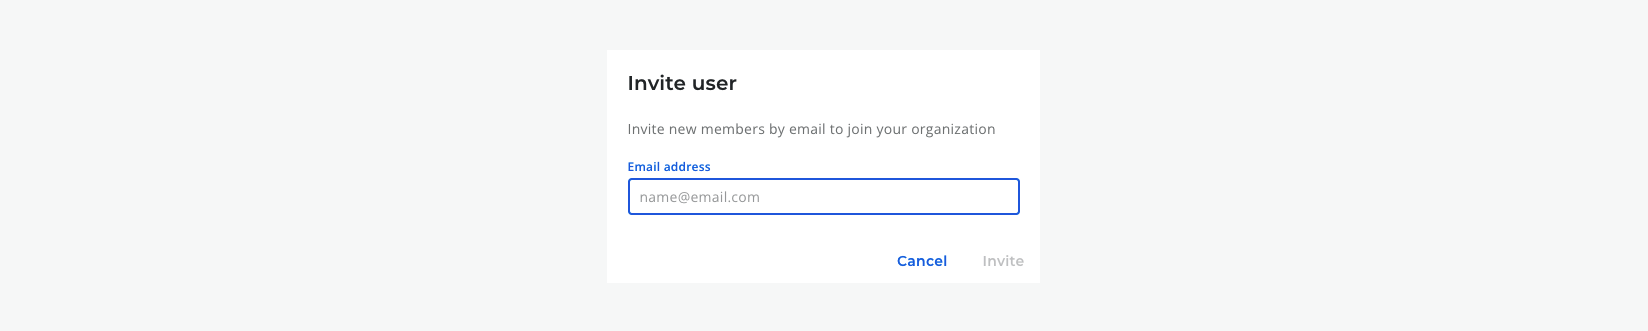 Invite user
Invite new members by email to join your organization
Email address
name@email.com
Cancel Invite